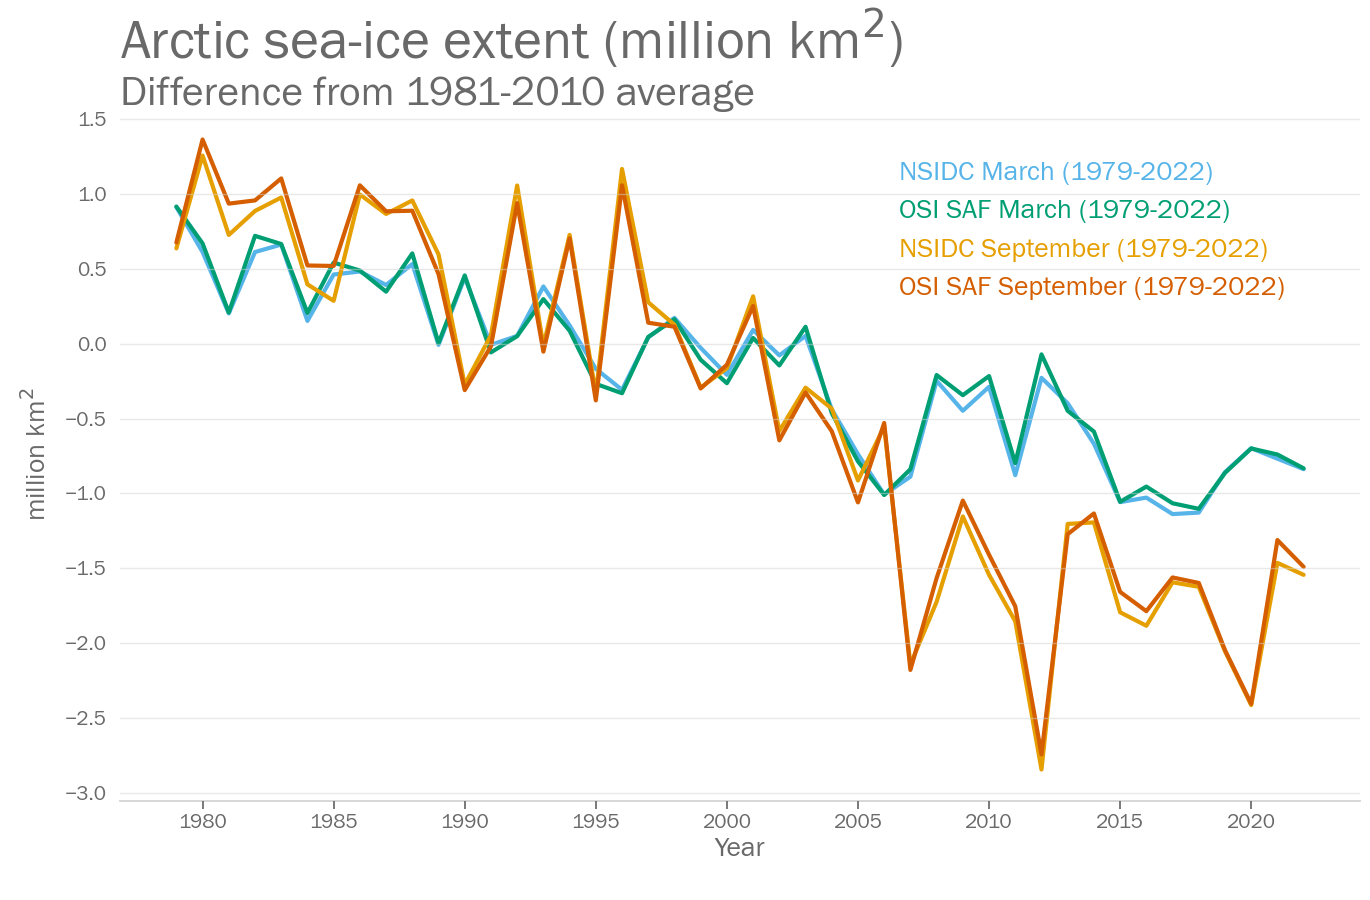 Arctic sea-ice extent (million km²)
Difference from 1981-2010 average
1.5
1.0
0.5
0.0
−0.5
−1.0
−1.5
−2.0
−2.5
−3.0
million km²
NSIDC March (1979-2022)
OSI SAF March (1979-2022)
NSIDC September (1979-2022)
OSI SAF September (1979-2022)
1980 1985 1990 1995 2000 2005 2010 2015 2020
Year